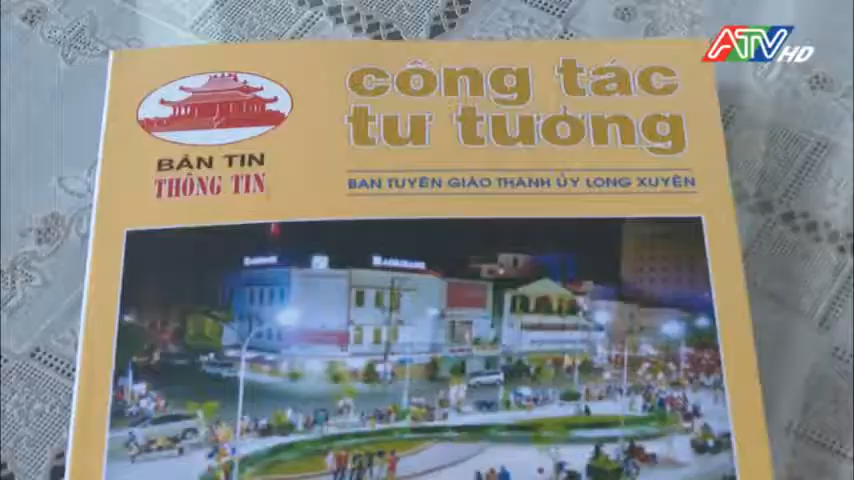 ATV HD
công tác
tư tưởng
BẢN TIN
THÔNG TIN
BAN TUYÊN GIÁO THÀNH ỦY LONG XUYÊN